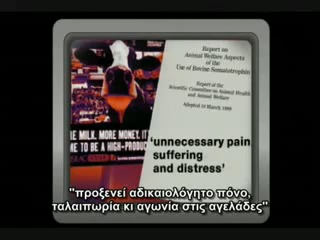 Report on
Animal Welfare Aspects
of the
Use of Bovine Somatotrophin
Report of the
Scientific Committee on Animal Health
and Animal Welfare
Adopted 10 March 1999
E MILK. MORE MONEY. IT'S
ME TO BE A HIGH-PRODUC
'unnecessary pain
suffering
and distress'
"προξενεί αδικαιολόγητο πόνο,
ταλαιπωρία κι αγωνία στις αγελάδες"